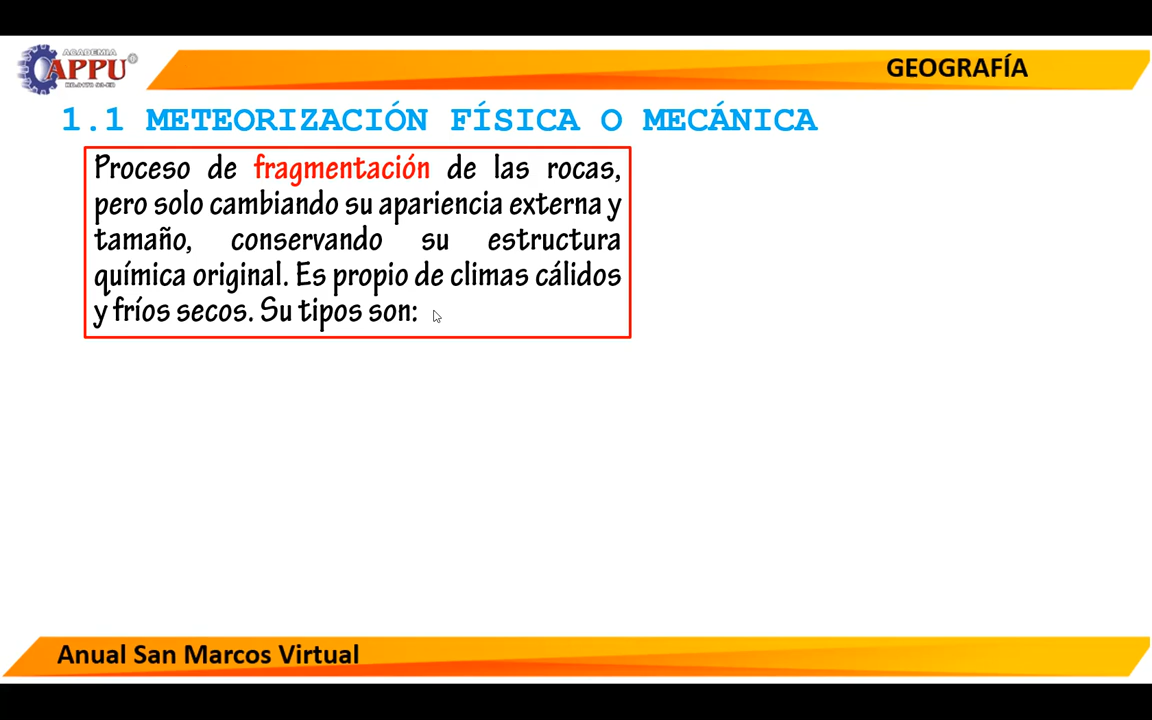 ACADEMIA
APPU
GEOGRAFÍA
1.1 METEORIZACIÓN FÍSICA O MECÁNICA
Proceso de fragmentación de las rocas,
pero solo cambiando su apariencia externa y
tamaño, conservando su estructura
química original. Es propio de climas cálidos
y fríos secos. Su tipos son:
Anual San Marcos Virtual